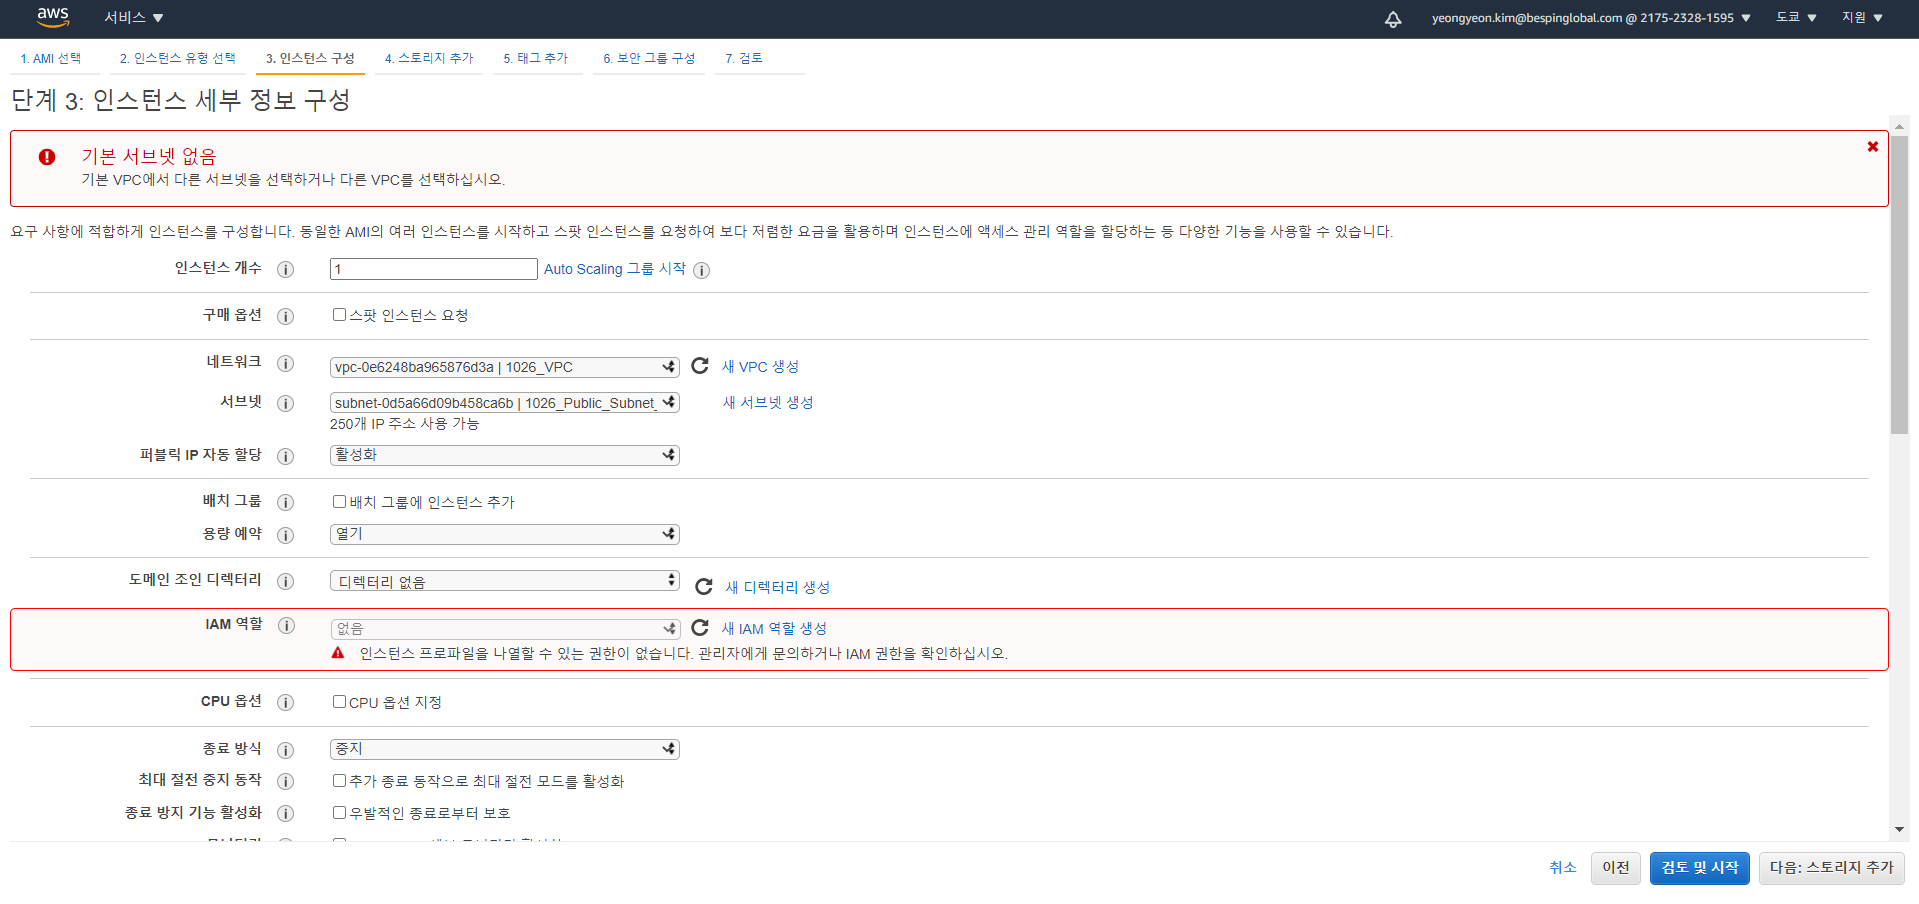 aws 서비스 yeongyeon.kim@bespinglobal.com @ 2175-2328-1595 도쿄 지원
1. AMI 선택 2. 인스턴스 유형 선택 3. 인스턴스 구성 4. 스토리지 추가 5. 태그 추가 6. 보안 그룹 구성 7. 검토
단계 3: 인스턴스 세부 정보 구성
기본 서브넷 없음
기본 VPC에서 다른 서브넷을 선택하거나 다른 VPC를 선택하십시오.
요구 사항에 적합하게 인스턴스를 구성합니다. 동일한 AMI의 여러 인스턴스를 시작하고 스팟 인스턴스를 요청하여 보다 저렴한 요금을 활용하며 인스턴스에 액세스 관리 역할을 할당하는 등 다양한 기능을 사용할 수 있습니다.
인스턴스 개수 1 Auto Scaling 그룹 시작
구매 옵션 스팟 인스턴스 요청
네트워크 vpc-0e6248ba965876d3a | 1026_VPC 새 VPC 생성
서브넷 subnet-0d5a66d09b458ca6b | 1026_Public_Subnet_ 새 서브넷 생성
250개 IP 주소 사용 가능
퍼블릭 IP 자동 할당 활성화
배치 그룹 배치 그룹에 인스턴스 추가
용량 예약 열기
도메인 조인 디렉터리 디렉터리 없음 새 디렉터리 생성
IAM 역할 없음 새 IAM 역할 생성
인스턴스 프로파일을 나열할 수 있는 권한이 없습니다. 관리자에게 문의하거나 IAM 권한을 확인하십시오.
CPU 옵션 CPU 옵션 지정
종료 방식 중지
최대 절전 중지 동작 추가 종료 동작으로 최대 절전 모드를 활성화
종료 방지 기능 활성화 우발적인 종료로부터 보호
취소 이전 검토 및 시작 다음: 스토리지 추가